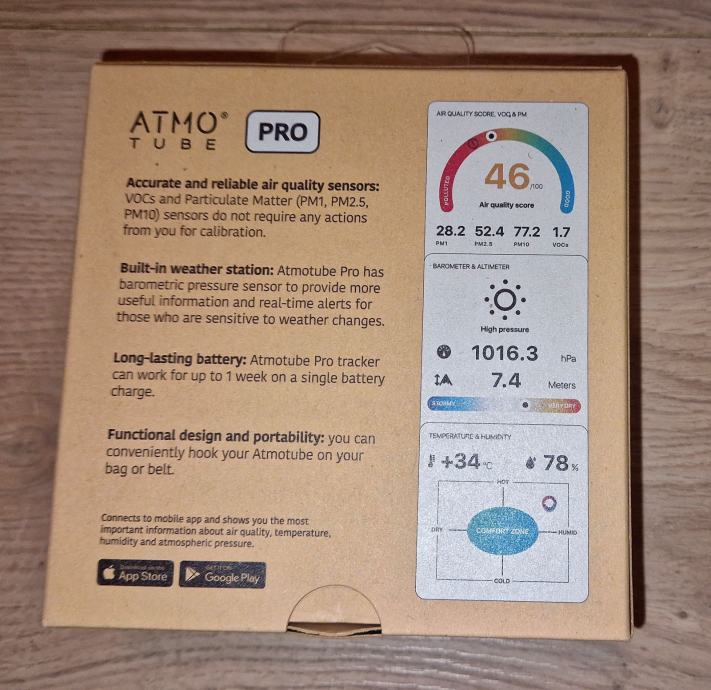 ATMO®
TUBE
PRO
Accurate and reliable air quality sensors:
VOCs and Particulate Matter (PM1, PM2.5,
PM10) sensors do not require any actions
from you for calibration.
Built-in weather station: Atmotube Pro has
barometric pressure sensor to provide more
useful information and real-time alerts for
those who are sensitive to weather changes.
Long-lasting battery: Atmotube Pro tracker
can work for up to 1 week on a single battery
charge.
Functional design and portability: you can
conveniently hook your Atmotube on your
bag or belt.
Connects to mobile app and shows you the most
important information about air quality, temperature,
humidity and atmospheric pressure.
Download on the
App Store
GET IT ON
Google Play
AIR QUALITY SCORE, VOC & PM
POLLUTED
GOOD
46/100
Air quality score
28.2 52.4 77.2 1.7
PM1 PM2.5 PM10 VOCs
BAROMETER & ALTIMETER
High pressure
1016.3 hPa
7.4 Meters
STORMY VERY DRY
TEMPERATURE & HUMIDITY
+34°C 78%
HOT
DRY COMFORT ZONE HUMID
COLD